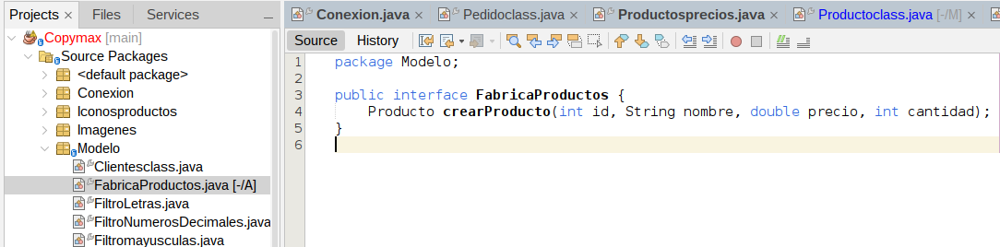 Projects × Files Services
Conexion.java × Pedidoclass.java × Productosprecios.java × Productoclass.java [-/M] ×
Copymax [main]
Source History
Source Packages
<default package>
Conexion
Iconosproductos
Imagenes
Modelo
Clientesclass.java
FabricaProductos.java [-/A]
FiltroLetras.java
FiltroNumerosDecimales.java
Filtromayusculas.java
1 package Modelo;
2
3 public interface FabricaProductos {
4 Producto crearProducto(int id, String nombre, double precio, int cantidad);
5 }
6